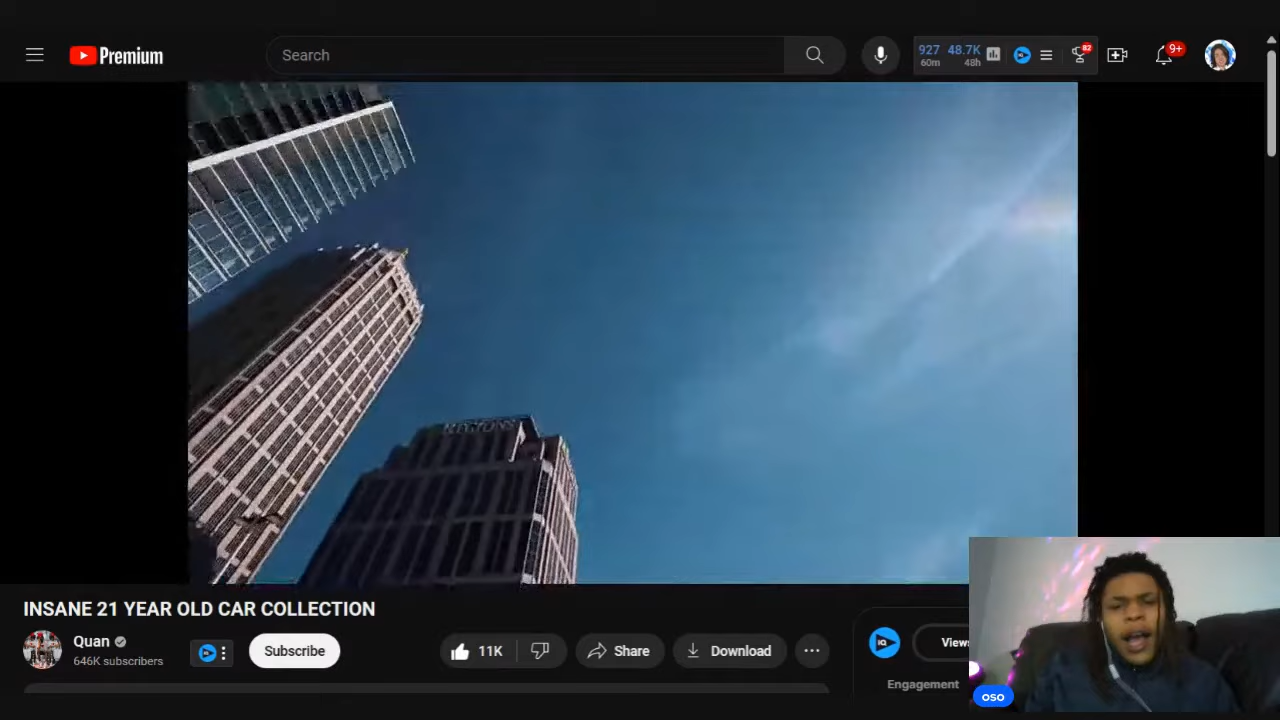 Premium
Search
927 48.7K
60m 48h
82
9+
INSANE 21 YEAR OLD CAR COLLECTION
Quan
646K subscribers
Subscribe
11K
Share
Download
IQ
Views
Engagement
oso